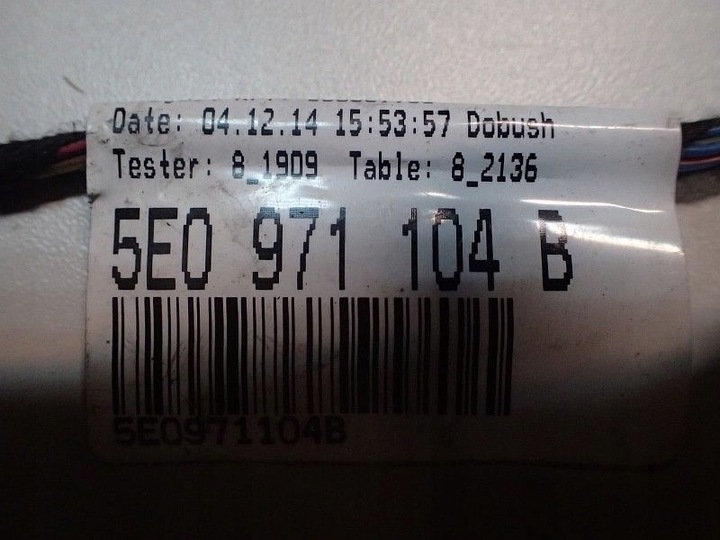 Date: 04.12.14 15:53:57 Dobush
Tester: 8_1909 Table: 8_2136
5E0 971 104 B
5E0971104B